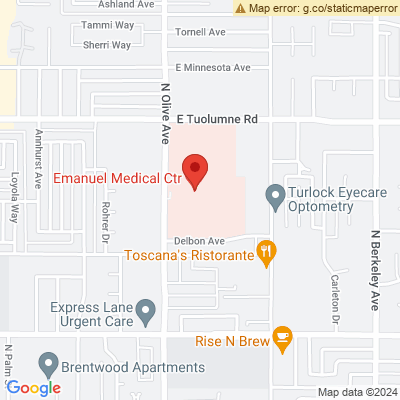 Ashland Ave
Map error: g.co/staticmaperror
Tammi Way
Tornell Ave
Sherri Way
E Minnesota Ave
N Olive Ave
E Tuolumne Rd
Annhurst Ave
Loyola Way
Emanuel Medical Ctr
Rohrer Dr
Turlock Eyecare
Optometry
Delbon Ave
Toscana's Ristorante
N Berkeley Ave
Carleton Dr
Express Lane
Urgent Care
Rise N Brew
N Palm S
Brentwood Apartments
Google
Map data ©2024